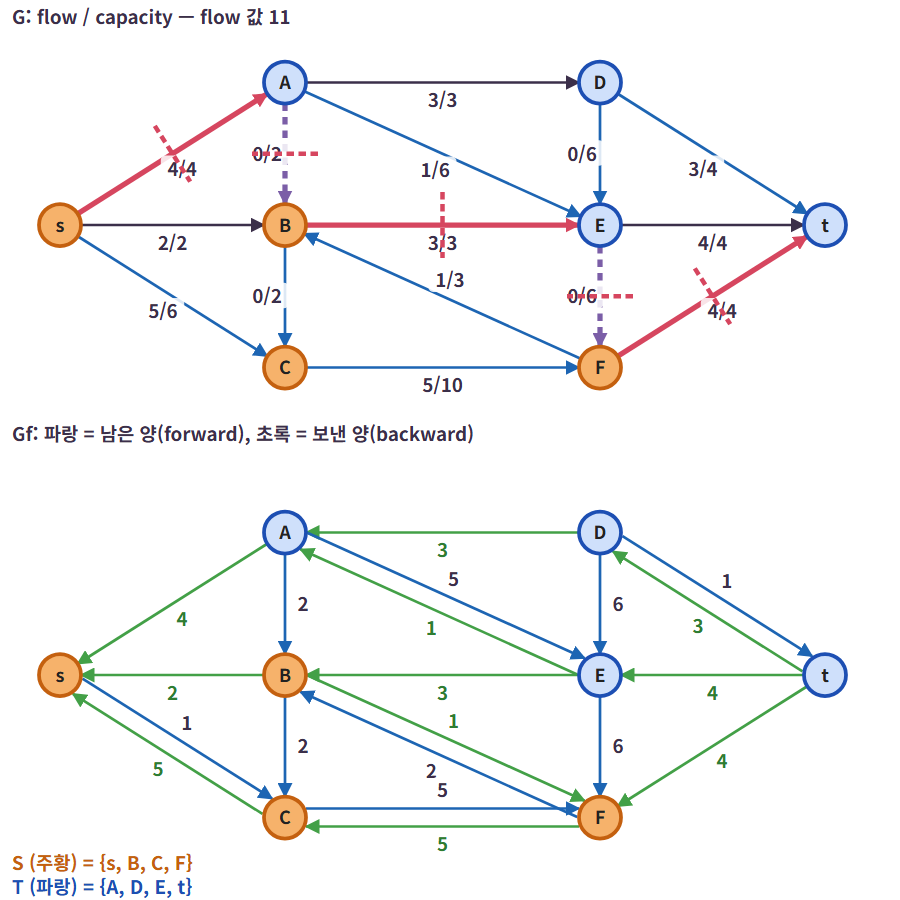 G: flow / capacity — flow 값 11
A
D
3/3
4/4
0/2
1/6
0/6
3/4
s
B
E
t
2/2
3/3
4/4
5/6
0/2
1/3
0/6
4/4
C
F
5/10
Gf: 파랑 = 남은 양(forward), 초록 = 보낸 양(backward)
A
D
3
5
1
4
2
1
6
3
s
B
E
t
2
3
4
1
1
5
2
2
6
4
5
C
F
5
S (주황) = {s, B, C, F}
T (파랑) = {A, D, E, t}